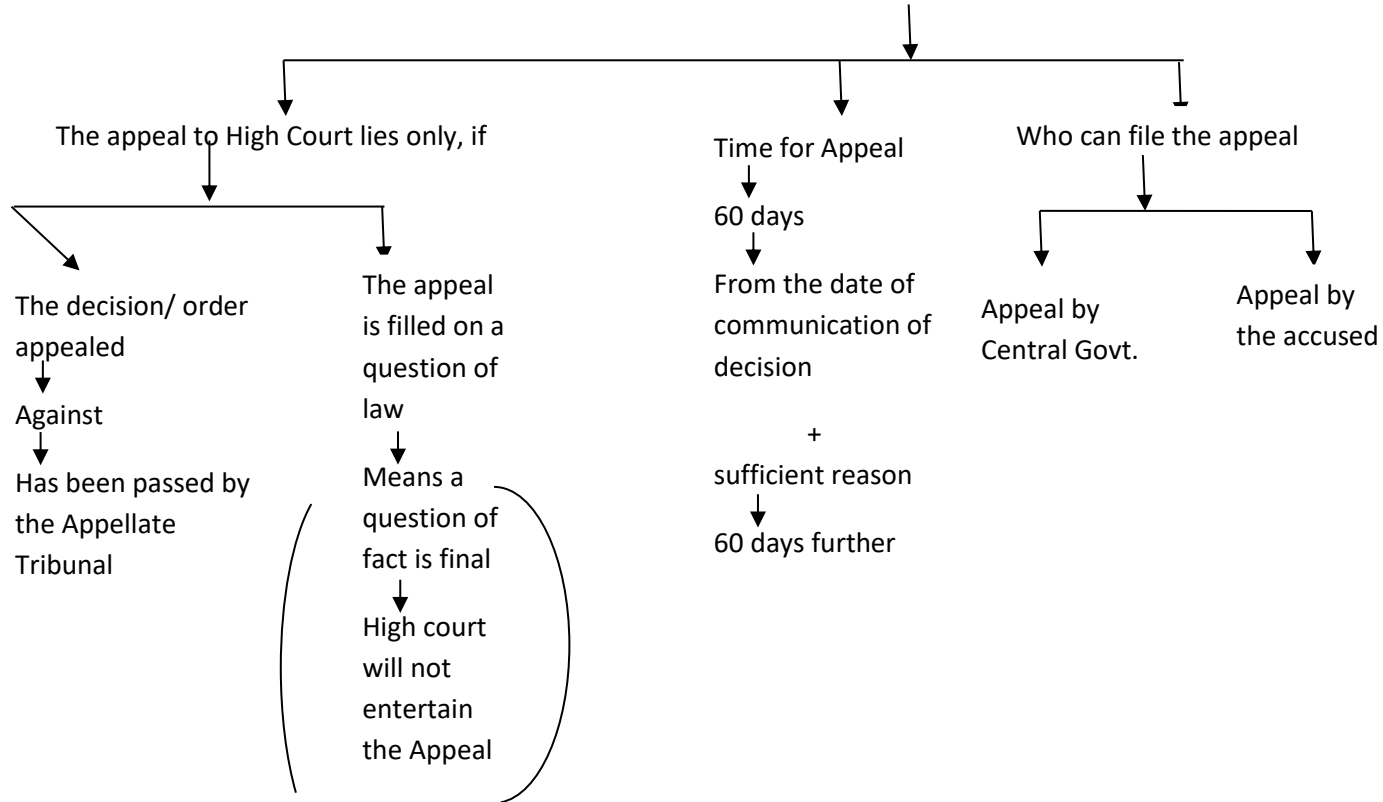 The appeal to High Court lies only, if
The decision/ order
appealed
Against
Has been passed by
the Appellate
Tribunal
The appeal
is filled on a
question of
law
Means a
question of
fact is final
High court
will not
entertain
the Appeal
Time for Appeal
60 days
From the date of
communication of
decision
+
sufficient reason
60 days further
Who can file the appeal
Appeal by
Central Govt.
Appeal by
the accused